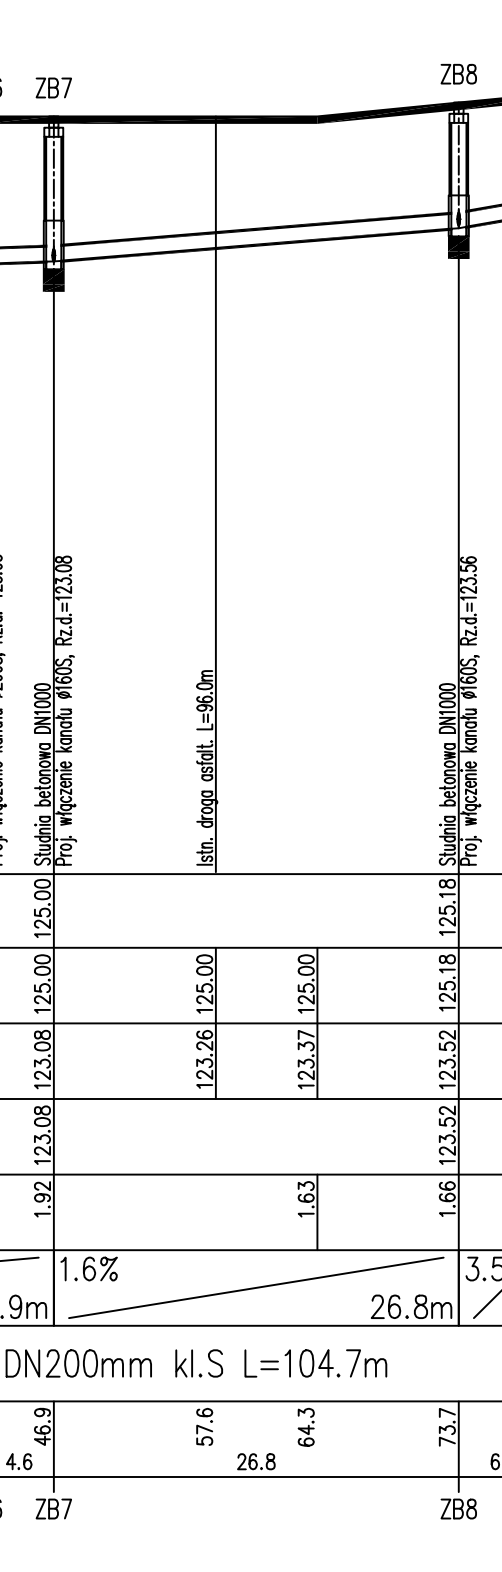 ZB7
ZB8
Studnia betonowa DN1000
Proj. włączenie kanału ø160S, Rz.d.=123.08
Istn. droga asfalt. L=96.0m
Studnia betonowa DN1000
Proj. włączenie kanału ø160S, Rz.d.=123.56
125.00 125.18
125.00 125.00 125.00 125.18
123.08 123.26 123.37 123.52
123.08 123.52
1.92 1.63 1.66
1.6% 3.5
.9m 26.8m
DN200mm kl.S L=104.7m
46.9 57.6 64.3 73.7
4.6 26.8 6
ZB7 ZB8